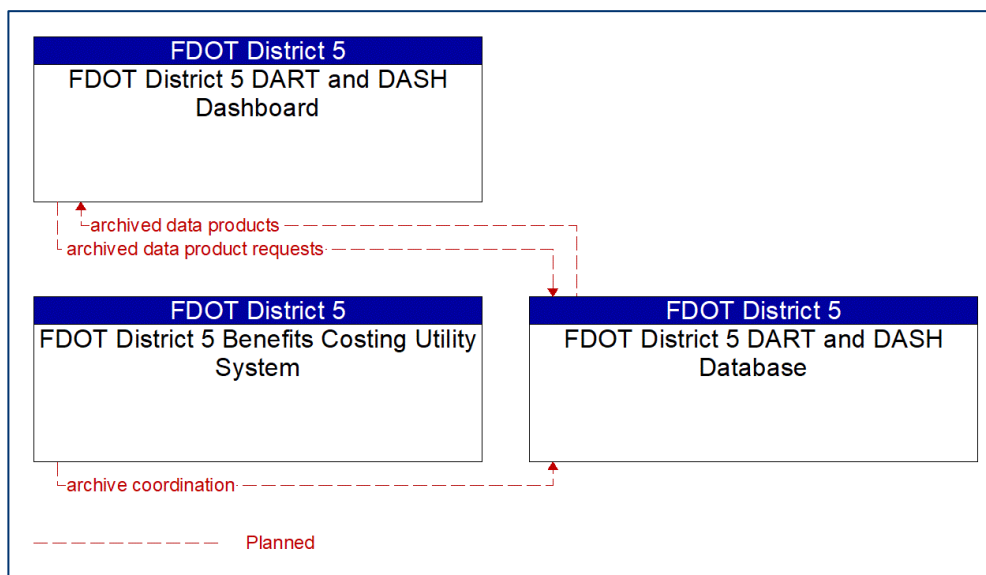 FDOT District 5
FDOT District 5 DART and DASH
Dashboard
archived data products
archived data product requests
FDOT District 5
FDOT District 5 Benefits Costing Utility
System
FDOT District 5
FDOT District 5 DART and DASH
Database
archive coordination
Planned